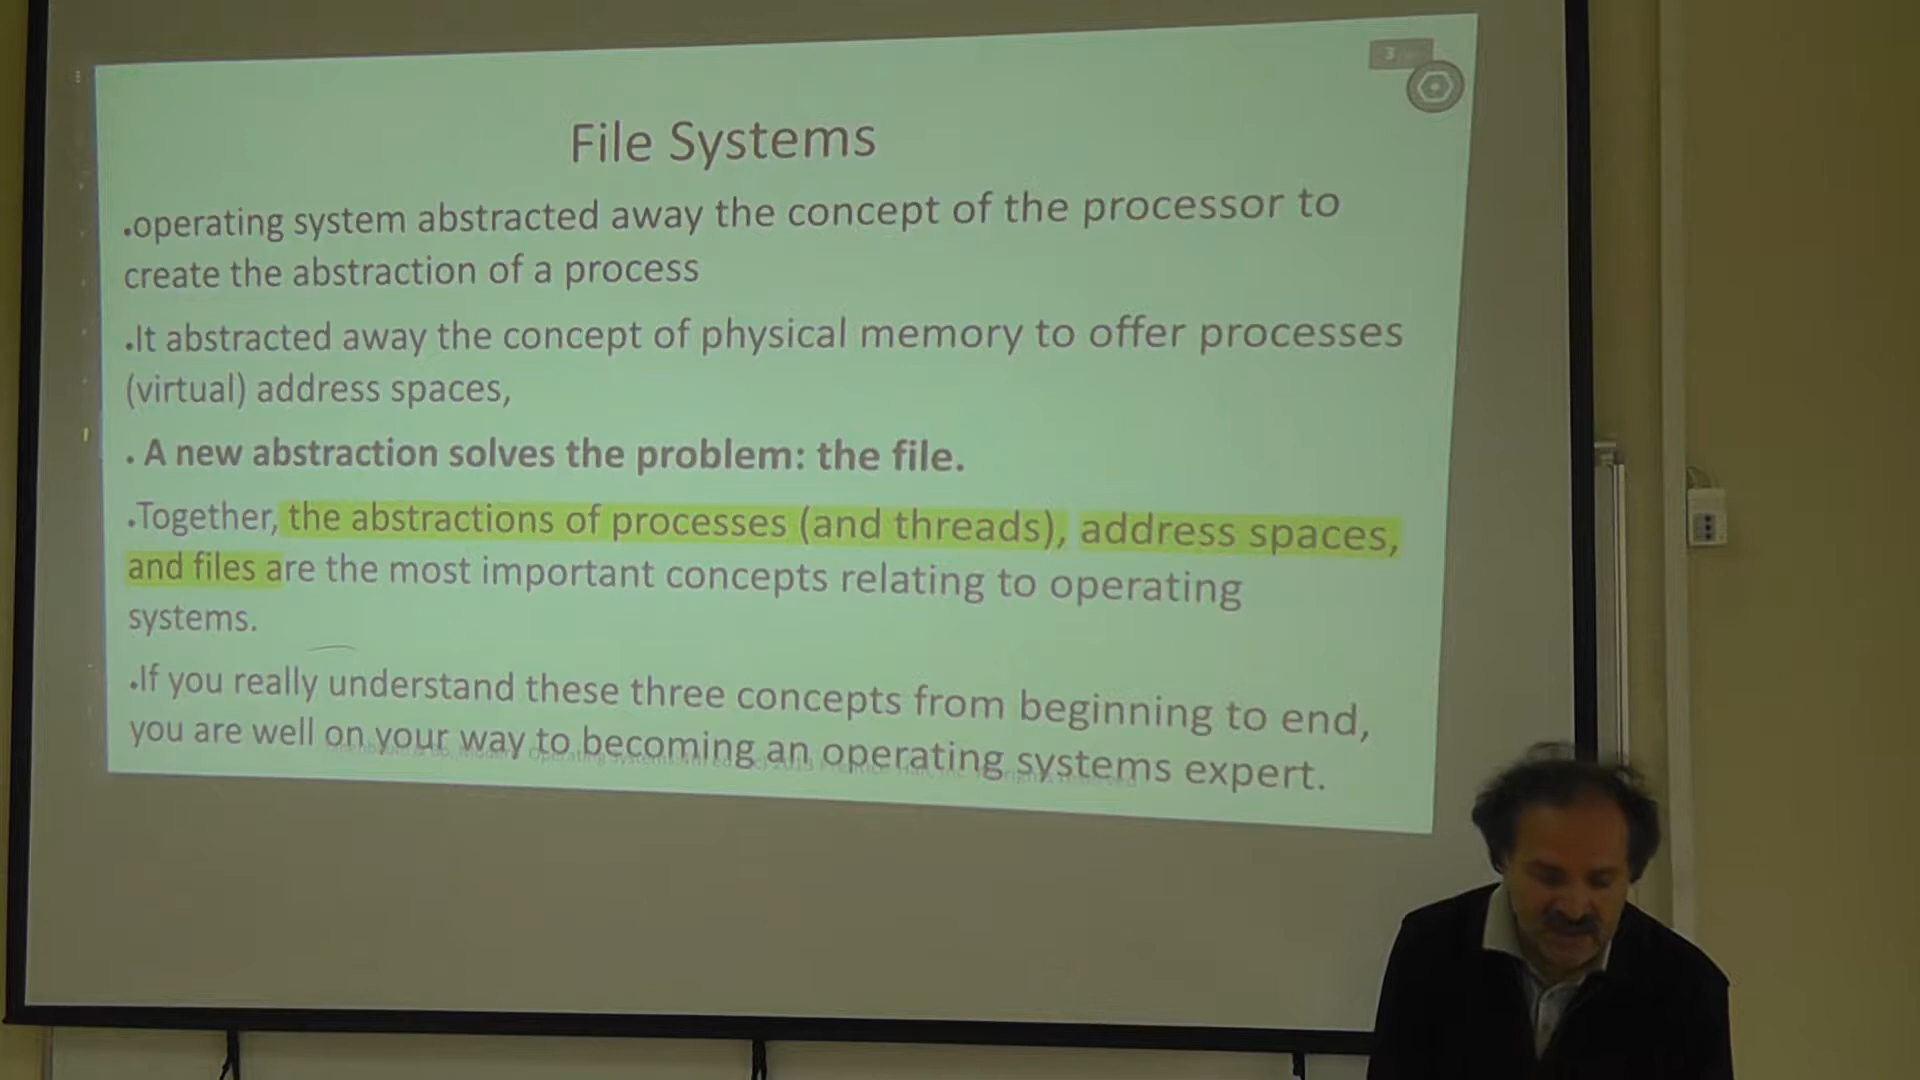 3
File Systems
.operating system abstracted away the concept of the processor to
create the abstraction of a process
.It abstracted away the concept of physical memory to offer processes
(virtual) address spaces,
. A new abstraction solves the problem: the file.
.Together, the abstractions of processes (and threads), address spaces,
and files are the most important concepts relating to operating
systems.
.If you really understand these three concepts from beginning to end,
you are well on your way to becoming an operating systems expert.